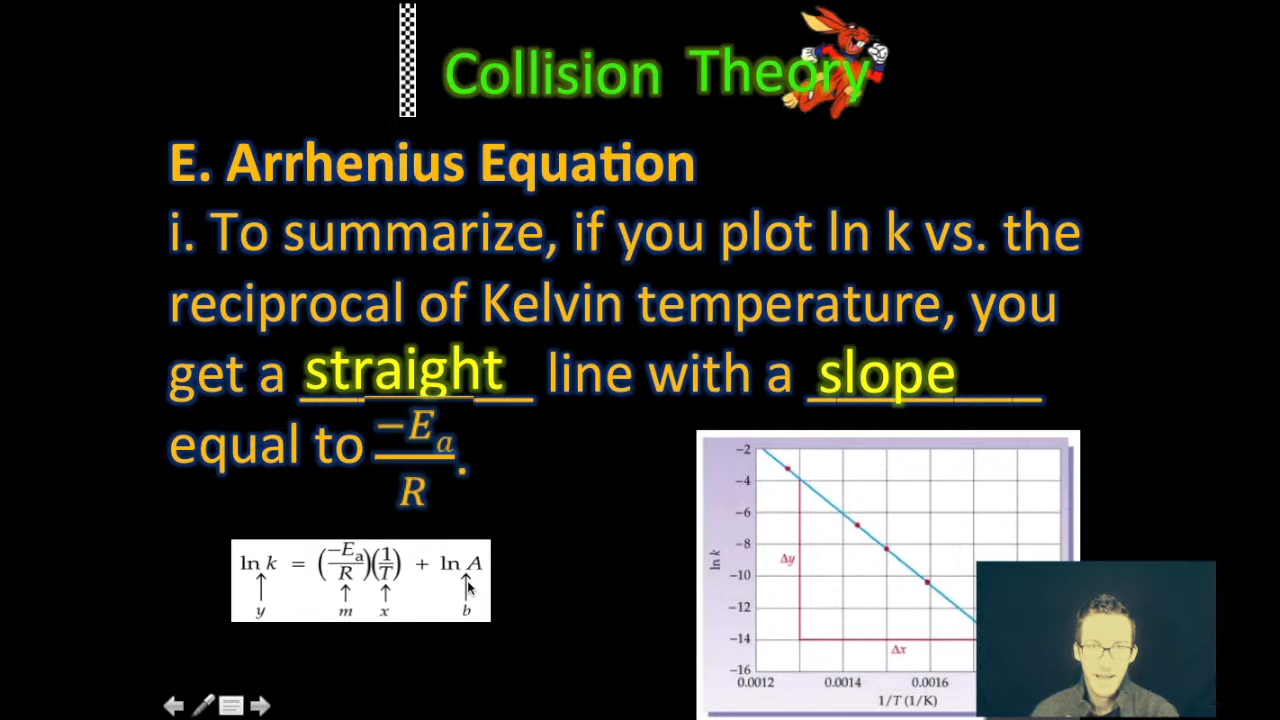 Collision Theory
E. Arrhenius Equation
i. To summarize, if you plot ln k vs. the
reciprocal of Kelvin temperature, you
get a straight line with a slope
equal to −Eₐ/R.
ln k = (−Eₐ/R)(1/T) + ln A
y m x b
−2
−4
−6
−8
−10
−12
−14
−16
ln k
Δy
Δx
0.0012 0.0014 0.0016
1/T (1/K)